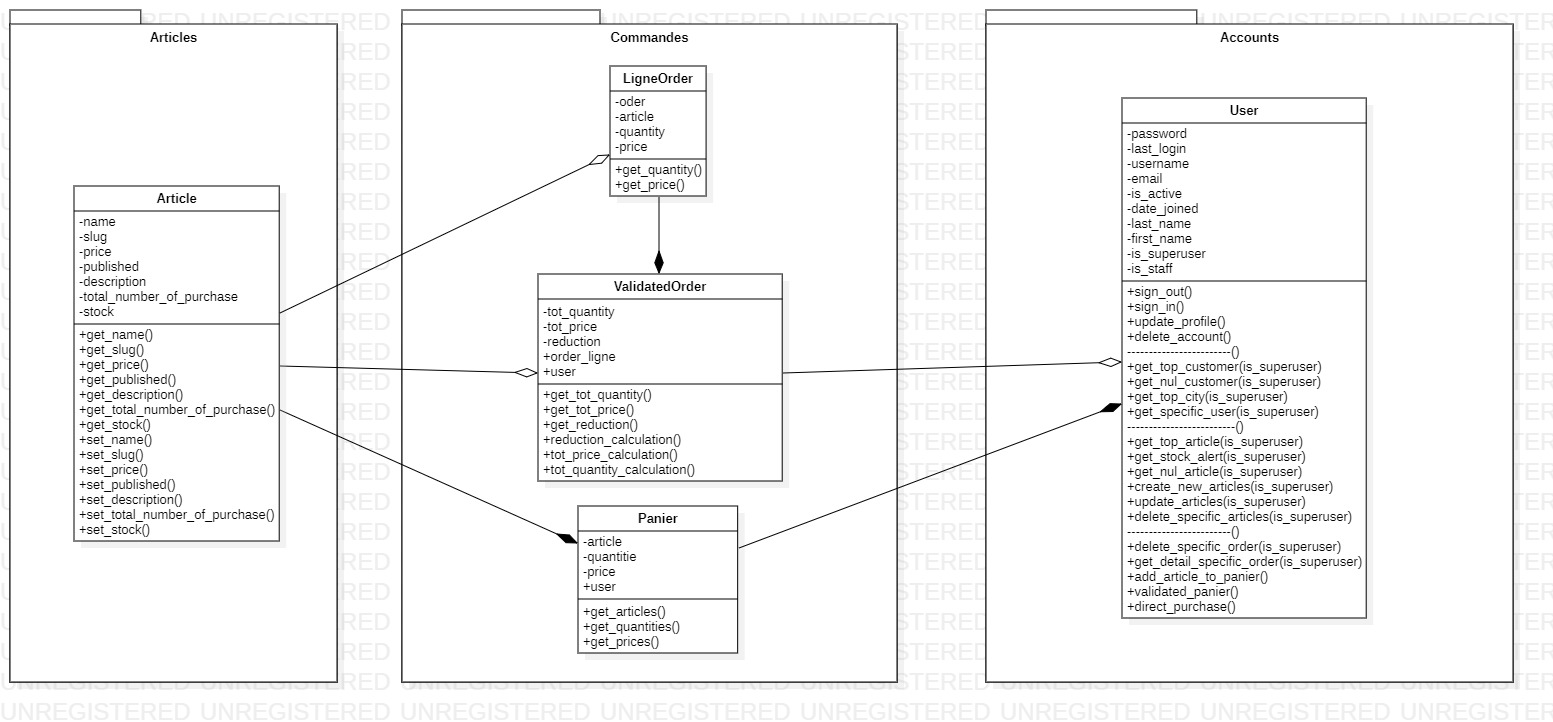 Articles
Article
-name
-slug
-price
-published
-description
-total_number_of_purchase
-stock
+get_name()
+get_slug()
+get_price()
+get_published()
+get_description()
+get_total_number_of_purchase()
+get_stock()
+set_name()
+set_slug()
+set_price()
+set_published()
+set_description()
+set_total_number_of_purchase()
+set_stock()
Commandes
LigneOrder
-oder
-article
-quantity
-price
+get_quantity()
+get_price()
ValidatedOrder
-tot_quantity
-tot_price
-reduction
+order_ligne
+user
+get_tot_quantity()
+get_tot_price()
+get_reduction()
+reduction_calculation()
+tot_price_calculation()
+tot_quantity_calculation()
Panier
-article
-quantitie
-price
+user
+get_articles()
+get_quantities()
+get_prices()
Accounts
User
-password
-last_login
-username
-email
-is_active
-date_joined
-last_name
-first_name
-is_superuser
-is_staff
+sign_out()
+sign_in()
+update_profile()
+delete_account()
------------------------()
+get_top_customer(is_superuser)
+get_nul_customer(is_superuser)
+get_top_city(is_superuser)
+get_specific_user(is_superuser)
-------------------------()
+get_top_article(is_superuser)
+get_stock_alert(is_superuser)
+get_nul_article(is_superuser)
+create_new_articles(is_superuser)
+update_articles(is_superuser)
+delete_specific_articles(is_superuser)
------------------------()
+delete_specific_order(is_superuser)
+get_detail_specific_order(is_superuser)
+add_article_to_panier()
+validated_panier()
+direct_purchase()
UNREGISTERED UNREGISTERED UNREGISTERED UNREGISTERED UNREGISTERED UNREGISTERED UNREGISTERED